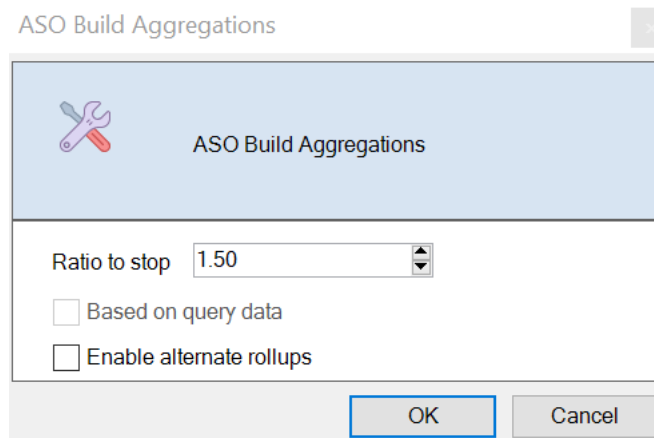 ASO Build Aggregations
ASO Build Aggregations
Ratio to stop 1.50
Based on query data
Enable alternate rollups
OK Cancel